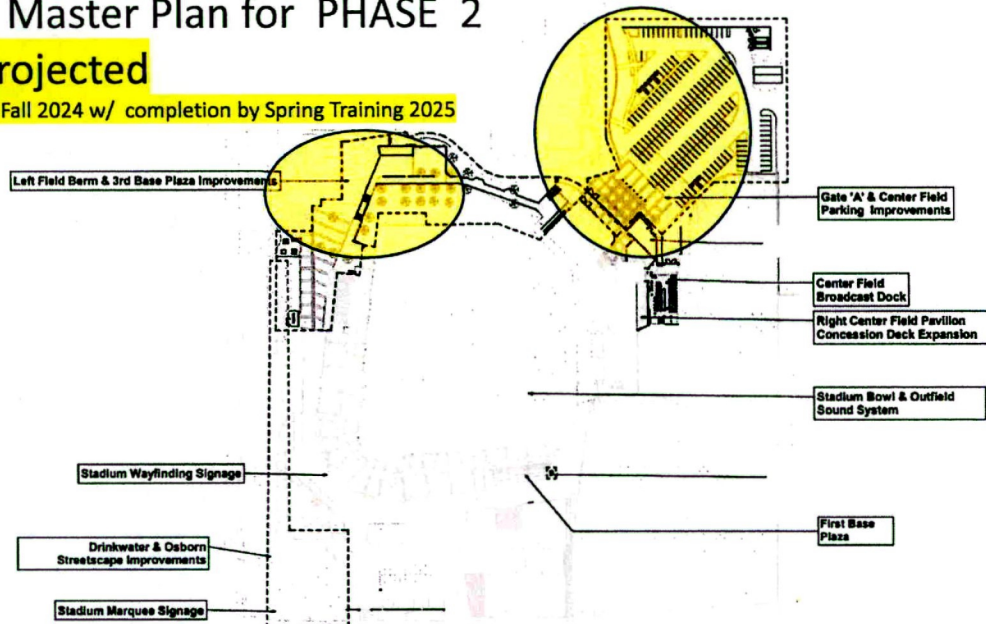 Master Plan for PHASE 2
rojected
Fall 2024 w/ completion by Spring Training 2025
Left Field Berm & 3rd Base Plaza Improvements
Gate 'A' & Center Field
Parking Improvements
Center Field
Broadcast Dock
Right Center Field Pavilion
Concession Deck Expansion
Stadium Bowl & Outfield
Sound System
Stadium Wayfinding Signage
First Base
Plaza
Drinkwater & Osborn
Streetscape Improvements
Stadium Marquee Signage